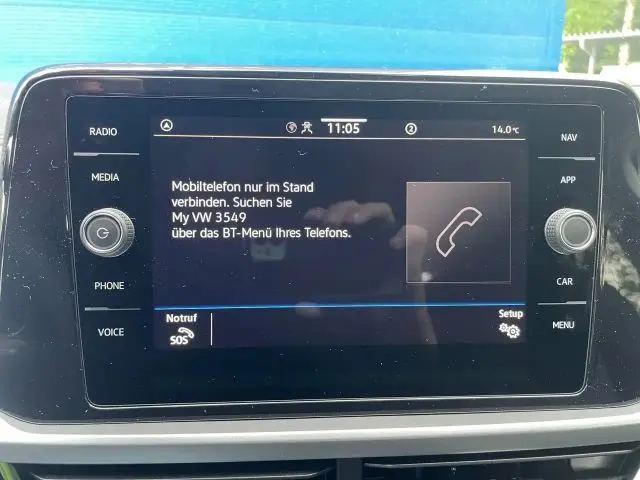 RADIO
MEDIA
PHONE
VOICE
11:05
2
14.0°C
Mobiltelefon nur im Stand
verbinden. Suchen Sie
My VW 3549
über das BT-Menü Ihres Telefons.
Notruf
SOS
Setup
NAV
APP
CAR
MENU